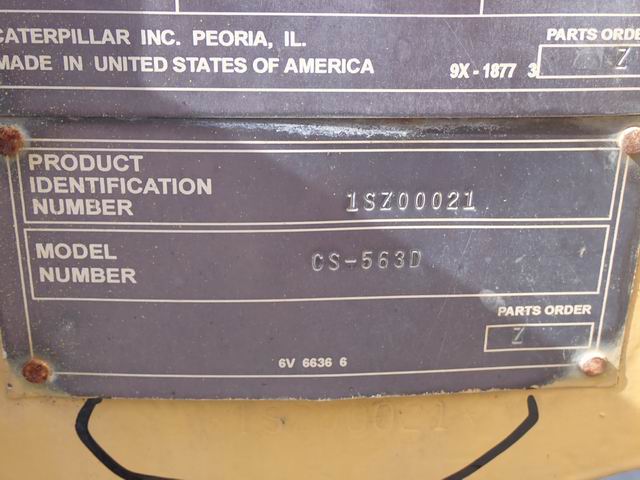 CATERPILLAR INC. PEORIA, IL.
MADE IN UNITED STATES OF AMERICA
9X-1877 3
PARTS ORDER
Z
PRODUCT
IDENTIFICATION
NUMBER
1SZ00021
MODEL
NUMBER
CS-563D
PARTS ORDER
Z
6V 6636 6